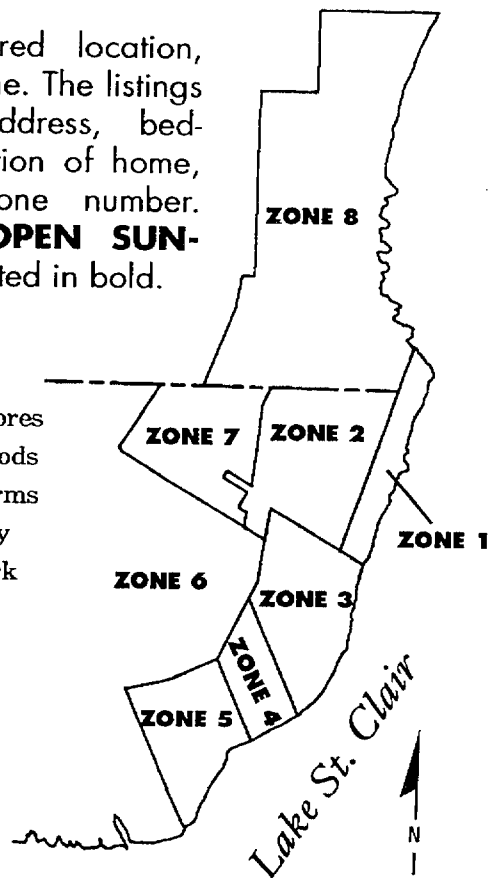 red location,
e. The listings
ddress, bed-
tion of home,
one number.
OPEN SUN-
ted in bold.
ores
ods
rms
y
rk
ZONE 8
ZONE 7
ZONE 2
ZONE 1
ZONE 6
ZONE 3
ZONE 4
ZONE 5
Lake St. Clair
N